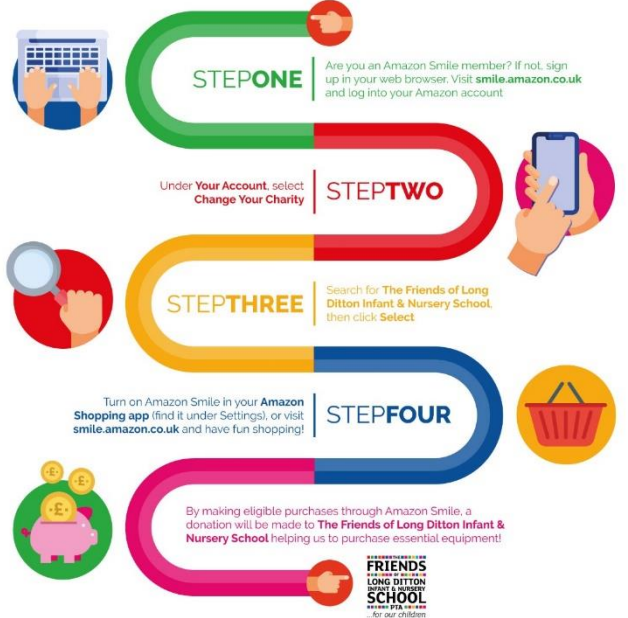 STEPONE
Are you an Amazon Smile member? If not, sign
up in your web browser. Visit smile.amazon.co.uk
and log into your Amazon account
Under Your Account, select
Change Your Charity
STEPTWO
STEPTHREE
Search for The Friends of Long
Ditton Infant & Nursery School,
then click Select
Turn on Amazon Smile in your Amazon
Shopping app (find it under Settings), or visit
smile.amazon.co.uk and have fun shopping!
STEPFOUR
£
£
£
By making eligible purchases through Amazon Smile, a
donation will be made to The Friends of Long Ditton Infant &
Nursery School helping us to purchase essential equipment!
THE
FRIENDS
OF
LONG DITTON
INFANT & NURSERY
SCHOOL
PTA
...for our children